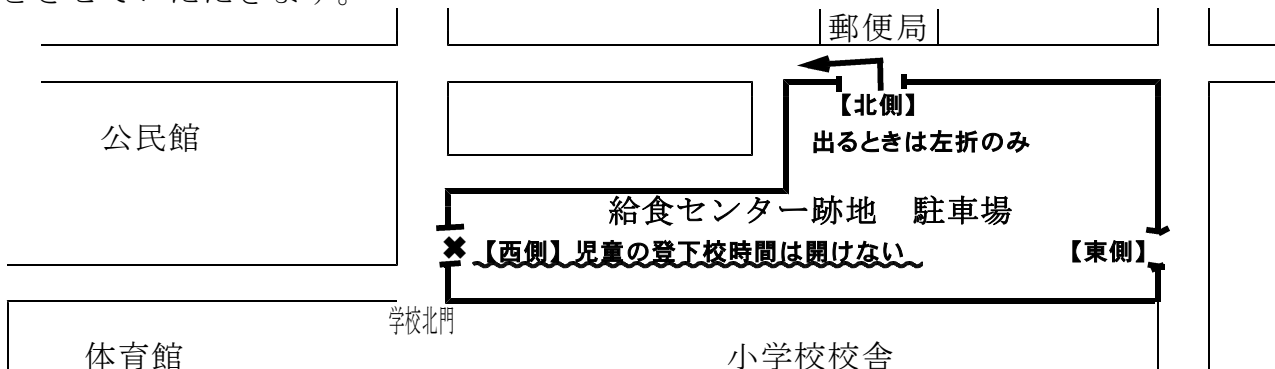 郵便局
【北側】
出るときは左折のみ
公民館
給食センター跡地　駐車場
✖【西側】児童の登下校時間は開けない
【東側】
学校北門
体育館
小学校校舎